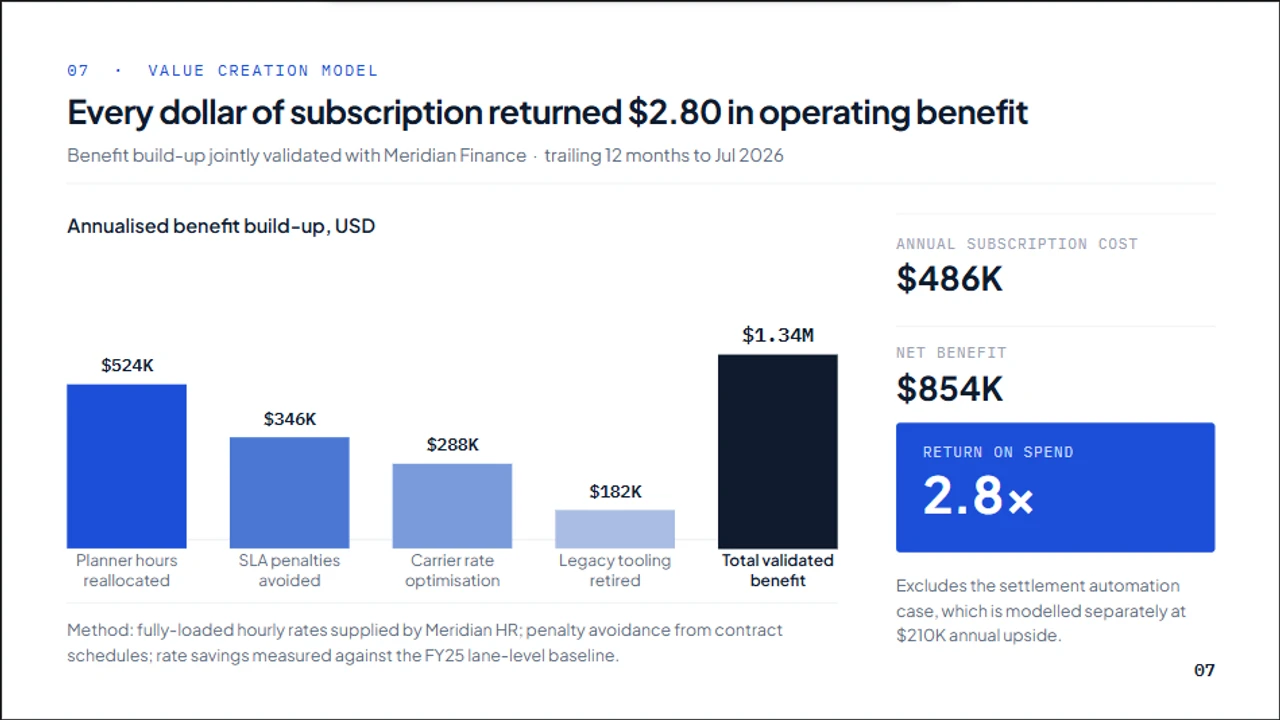 07 · VALUE CREATION MODEL
Every dollar of subscription returned $2.80 in operating benefit
Benefit build-up jointly validated with Meridian Finance · trailing 12 months to Jul 2026
Annualised benefit build-up, USD
$524K
$346K
$288K
$182K
$1.34M
Planner hours
reallocated
SLA penalties
avoided
Carrier rate
optimisation
Legacy tooling
retired
Total validated
benefit
Method: fully-loaded hourly rates supplied by Meridian HR; penalty avoidance from contract
schedules; rate savings measured against the FY25 lane-level baseline.
ANNUAL SUBSCRIPTION COST
$486K
NET BENEFIT
$854K
RETURN ON SPEND
2.8×
Excludes the settlement automation
case, which is modelled separately at
$210K annual upside.
07